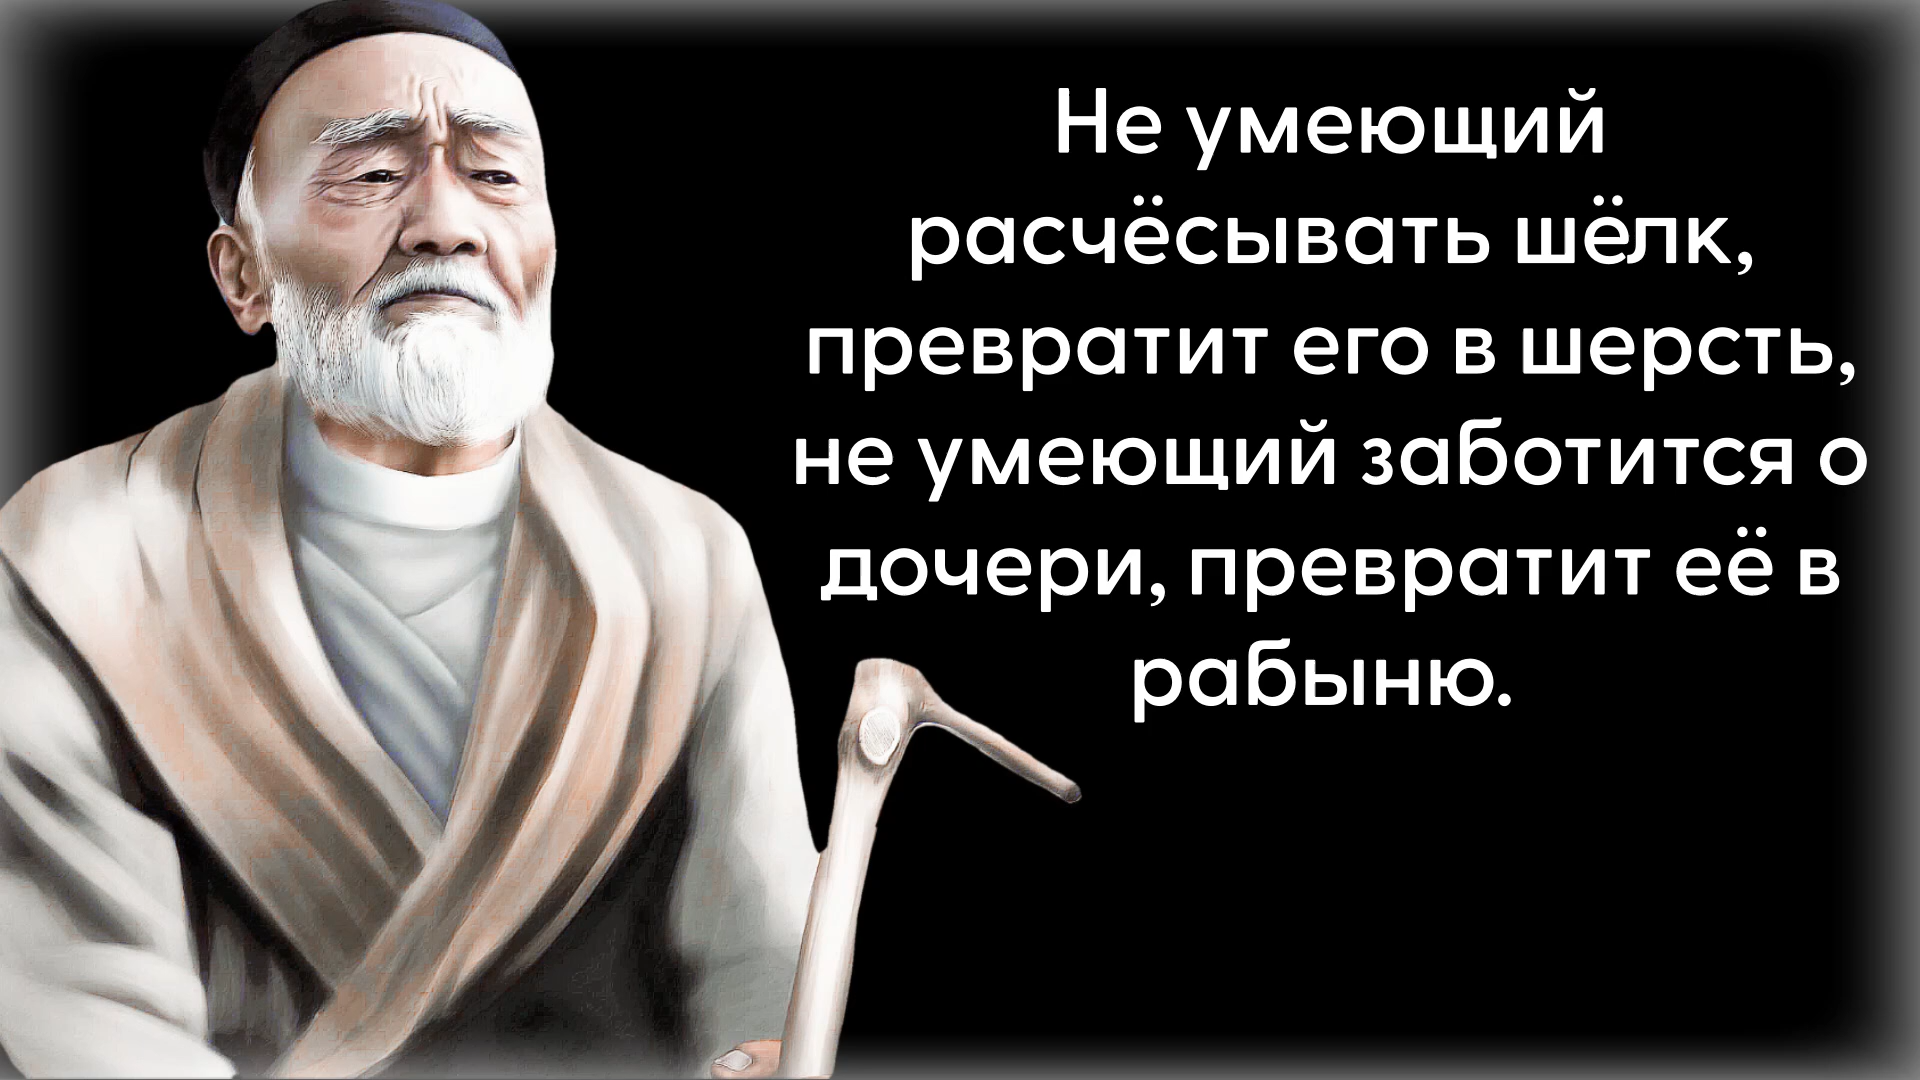 Не умеющий
расчёсывать шёлк,
превратит его в шерсть,
не умеющий заботится о
дочери, превратит её в
рабыню.